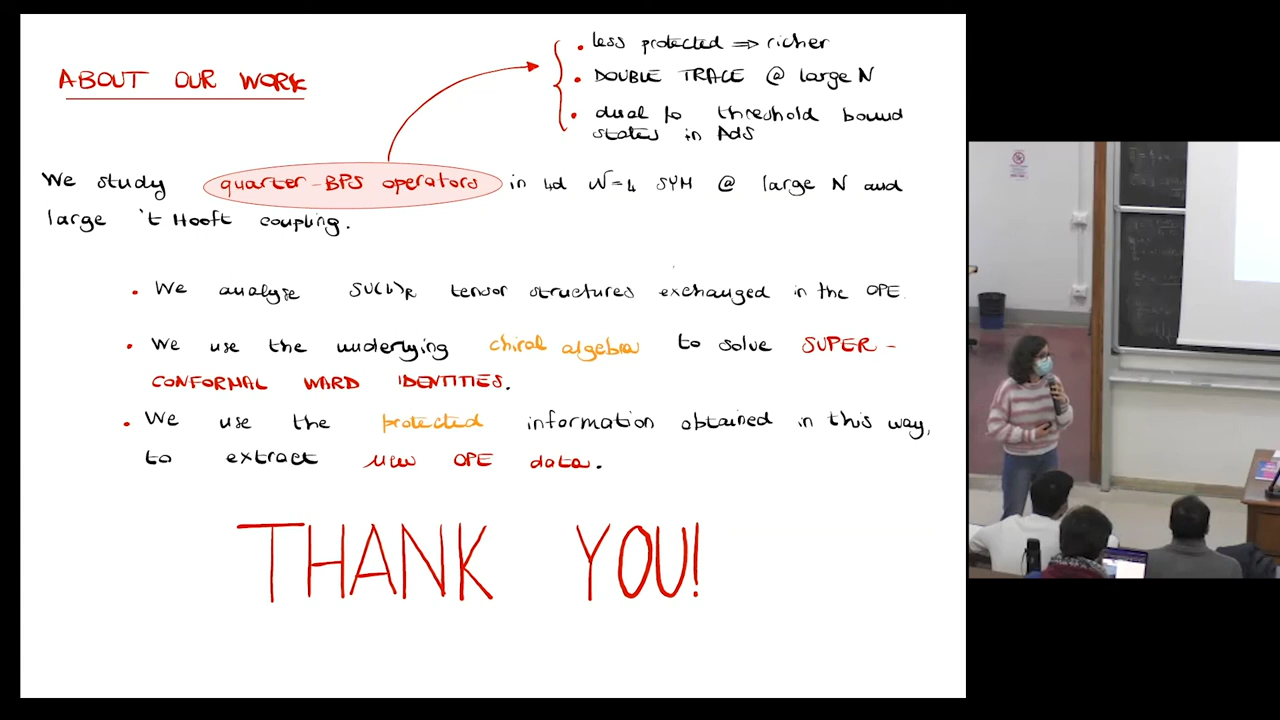 ABOUT OUR WORK
• less protected ⇒ richer
• DOUBLE TRACE @ large N
• dual to threshold bound
states in AdS
We study quarter-BPS operators in 4d N=4 SYM @ large N and
large 't Hooft coupling.
• We analyse SU(4)R tensor structures exchanged in the OPE.
• We use the underlying chiral algebra to solve SUPER-
CONFORMAL WARD IDENTITIES.
• We use the protected information obtained in this way,
to extract new OPE data.
THANK YOU!